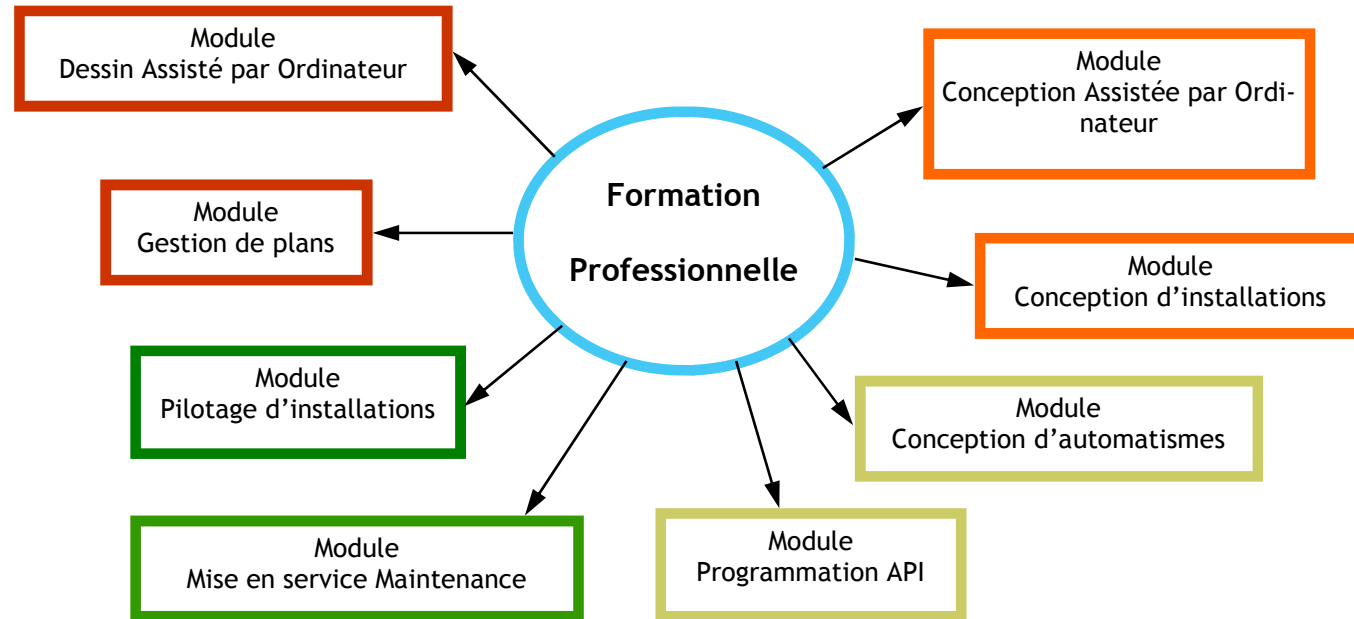 Module
Dessin Assisté par Ordinateur
Module
Conception Assistée par Ordi-
nateur
Formation
Professionnelle
Module
Gestion de plans
Module
Conception d’installations
Module
Pilotage d’installations
Module
Conception d’automatismes
Module
Mise en service Maintenance
Module
Programmation API